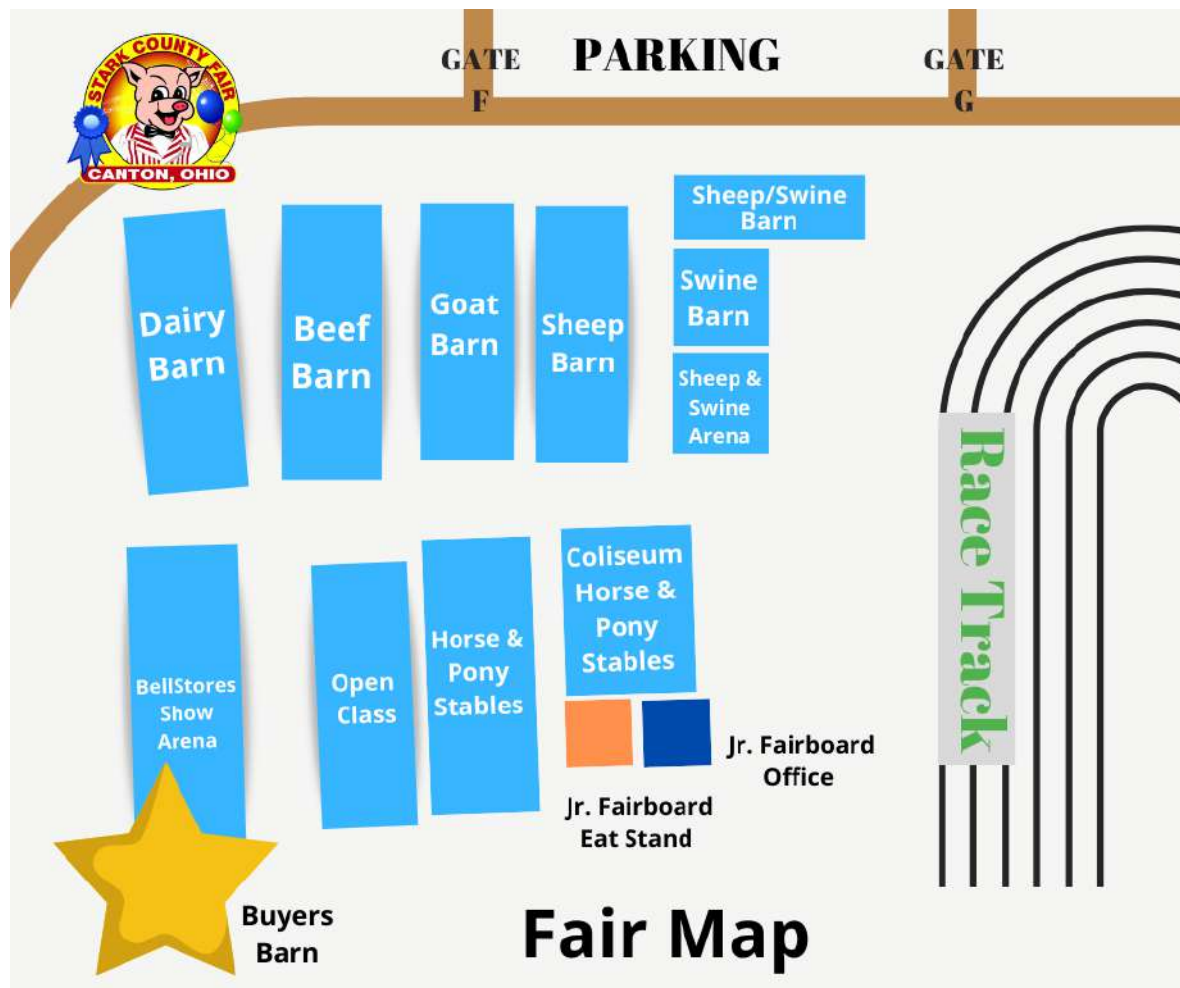 STARK COUNTY FAIR
CANTON, OHIO
GATE
F
PARKING
GATE
G
Sheep/Swine
Barn
Dairy
Barn
Beef
Barn
Goat
Barn
Sheep
Barn
Swine
Barn
Sheep &
Swine
Arena
Race Track
BellStores
Show
Arena
Open
Class
Horse &
Pony
Stables
Coliseum
Horse &
Pony
Stables
Jr. Fairboard
Office
Jr. Fairboard
Eat Stand
Buyers
Barn
Fair Map